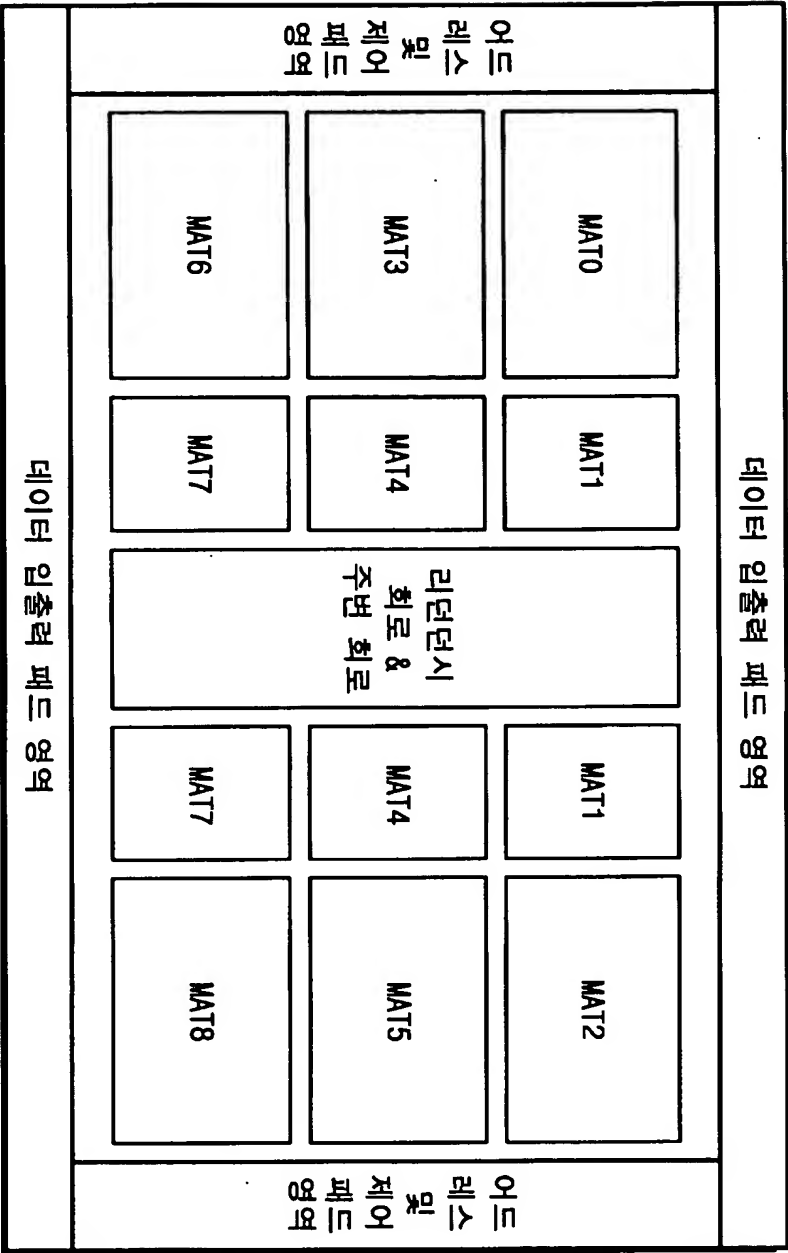 데이터 입출력 패드 영역
어드
레스
및
제어
패드
영역
MAT0
MAT1
MAT1
MAT2
MAT3
MAT4
리던던시
회로 &
주변 회로
MAT4
MAT5
MAT6
MAT7
MAT7
MAT8
어드
레스
및
제어
패드
영역
데이터 입출력 패드 영역